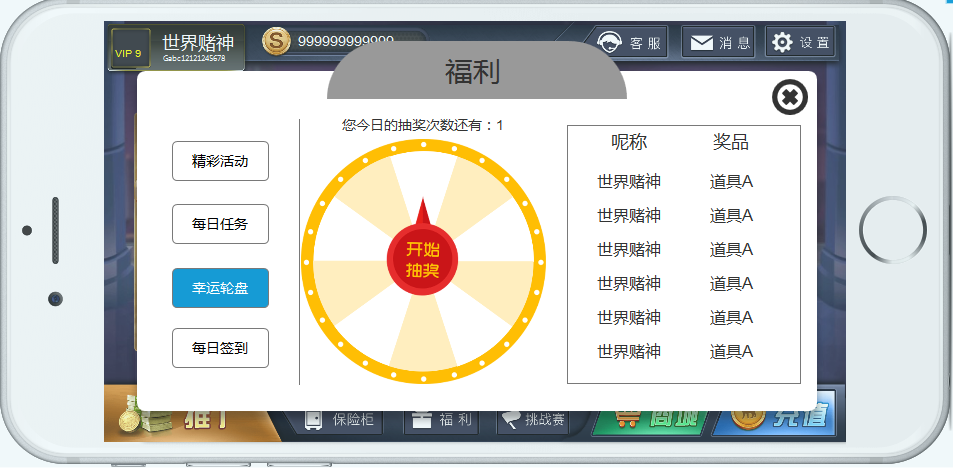 VIP 9
世界赌神
Gabc12121245678
S
999999999999
客 服
消 息
设 置
福利
您今日的抽奖次数还有：1
精彩活动
每日任务
幸运轮盘
每日签到
开始
抽奖
呢称 奖品
世界赌神 道具A
世界赌神 道具A
世界赌神 道具A
世界赌神 道具A
世界赌神 道具A
世界赌神 道具A
推广
保险柜
福 利
挑战赛
商城
充值